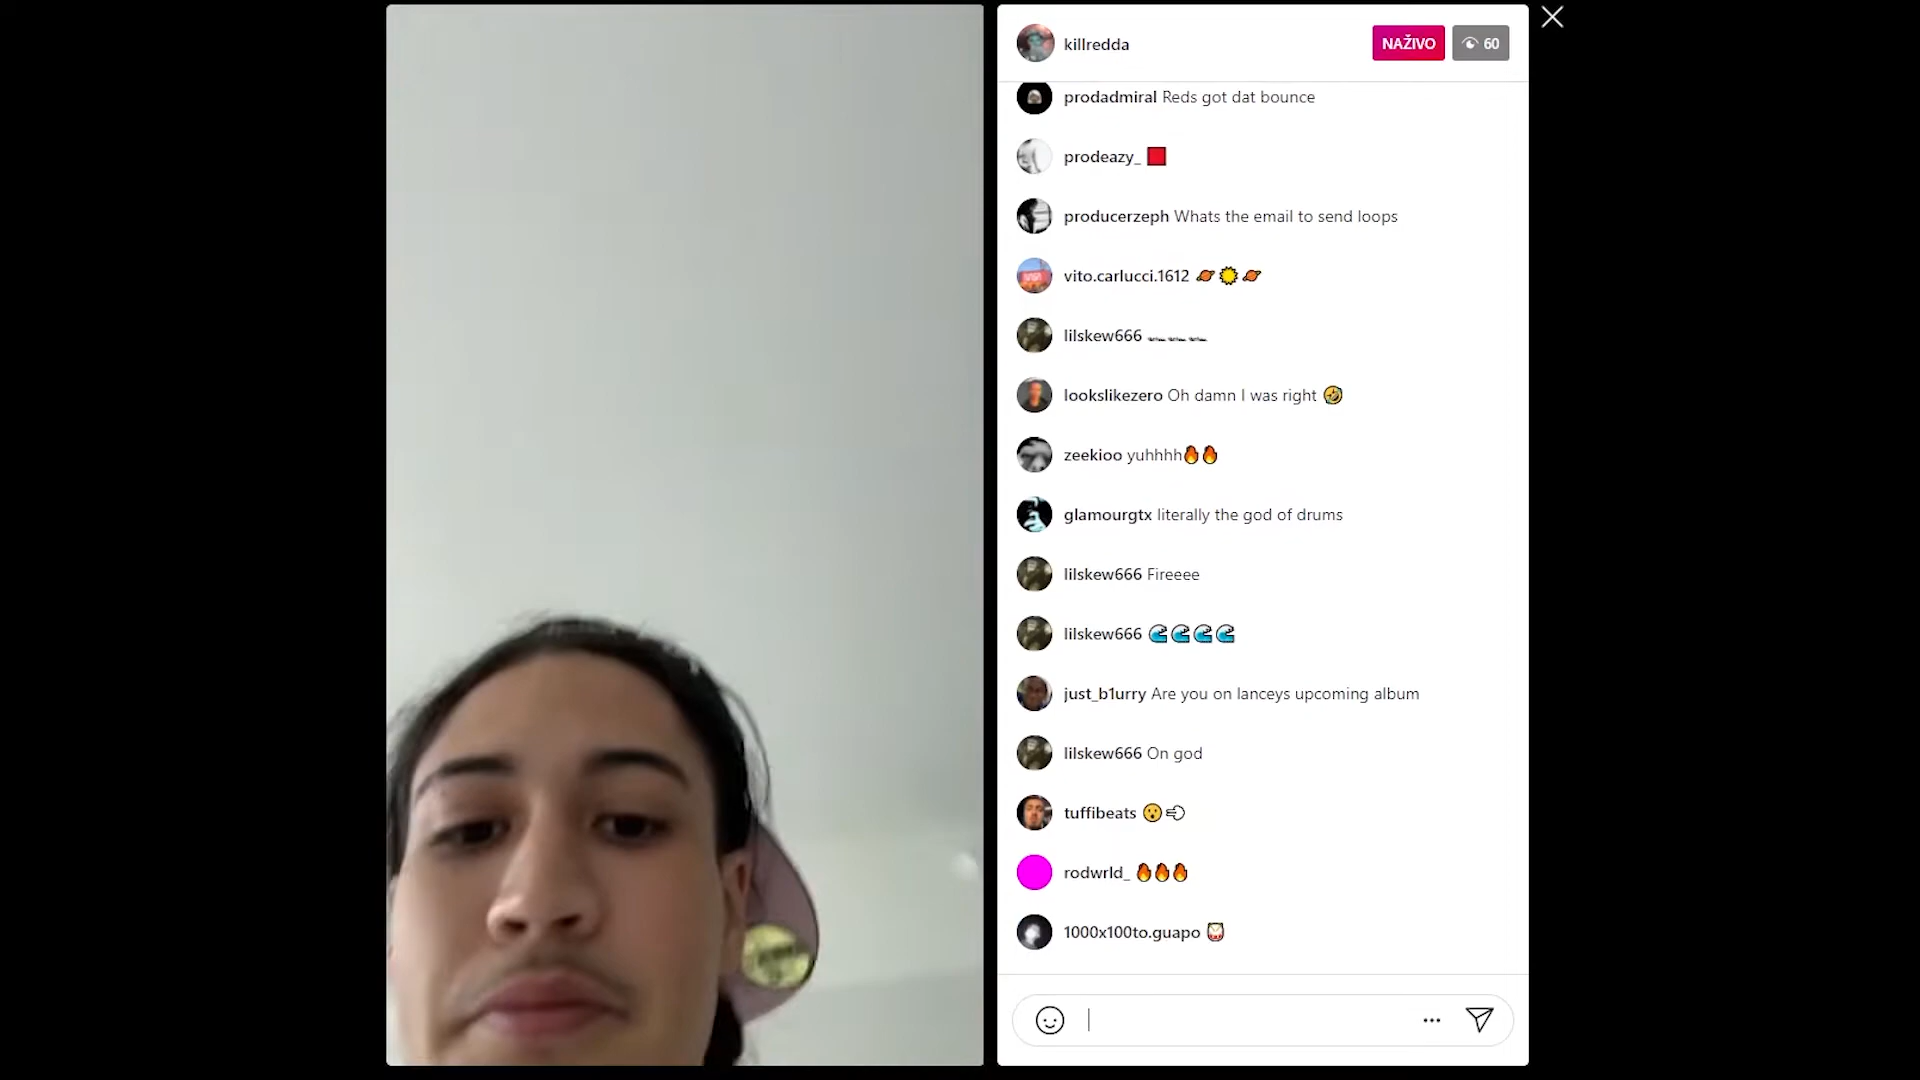 killredda
NAŽIVO
60
prodadmiral Reds got dat bounce
prodeazy_ 🟥
producerzeph Whats the email to send loops
vito.carlucci.1612 🪐🌞🪐
lilskew666
lookslikezero Oh damn I was right 🤣
zeekioo yuhhhh🔥🔥
glamourgtx literally the god of drums
lilskew666 Fireeee
lilskew666 🌊🌊🌊🌊
just_b1urry Are you on lanceys upcoming album
lilskew666 On god
tuffibeats 😮💨
rodwrld_ 🔥🔥🔥
1000x100to.guapo